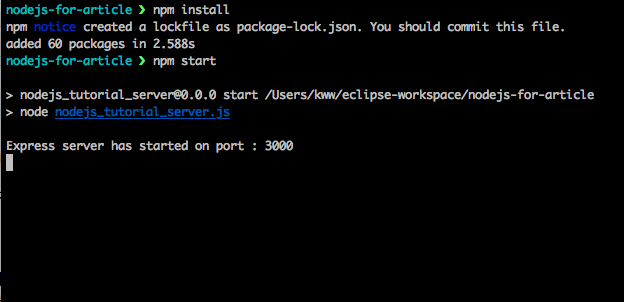 nodejs-for-article ❯ npm install
npm notice created a lockfile as package-lock.json. You should commit this file.
added 60 packages in 2.588s
nodejs-for-article ❯ npm start
> nodejs_tutorial_server@0.0.0 start /Users/kww/eclipse-workspace/nodejs-for-article
> node nodejs_tutorial_server.js
Express server has started on port : 3000